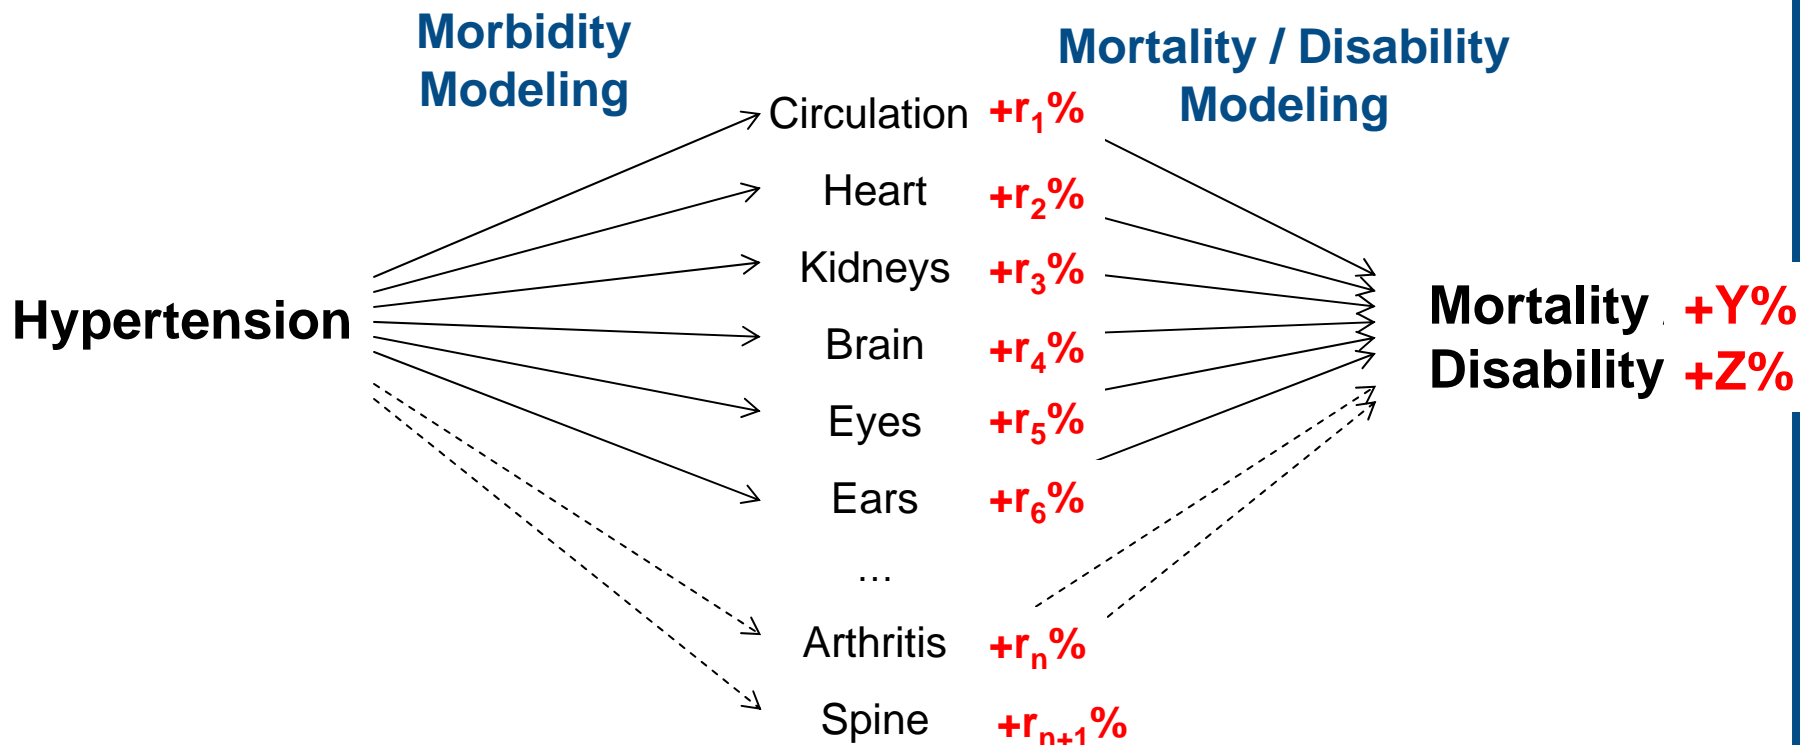 Morbidity
Modeling
Mortality / Disability
Modeling
Circulation +r₁%
Heart +r₂%
Kidneys +r₃%
Brain +r₄%
Eyes +r₅%
Ears +r₆%
...
Arthritis +rₙ%
Spine +rₙ₊₁%
Hypertension
Mortality +Y%
Disability +Z%